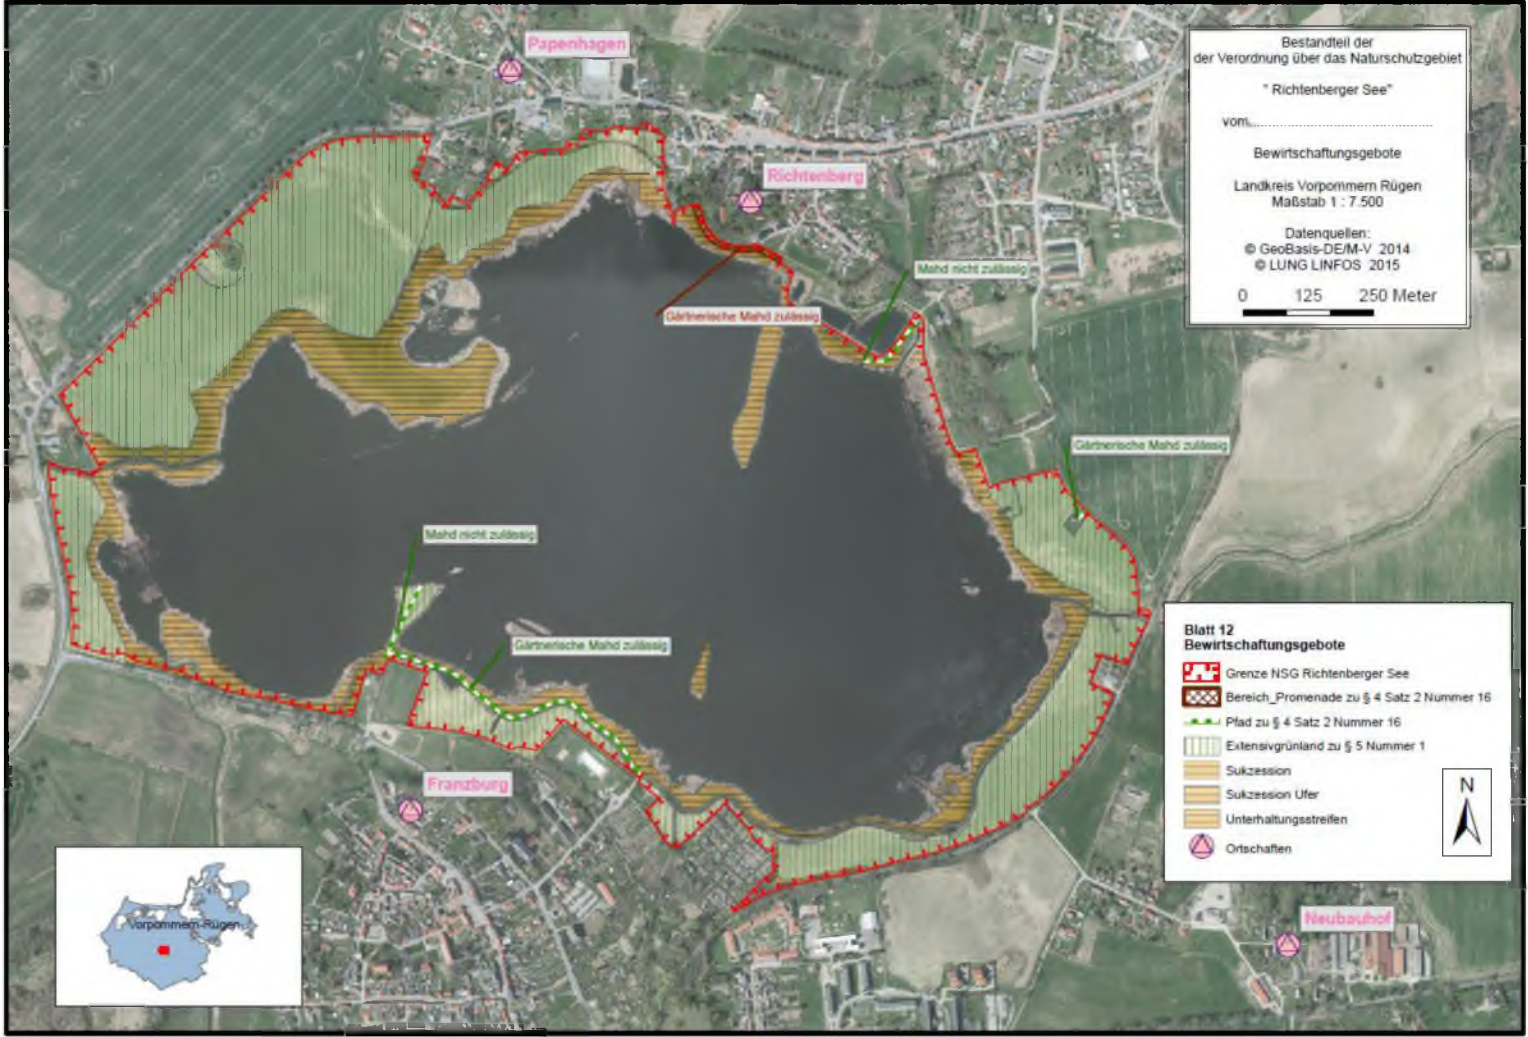 Papenhagen
Bestandteil der
der Verordnung über das Naturschutzgebiet
" Richtenberger See"
vom
Bewirtschaftungsgebote
Landkreis Vorpommern Rügen
Maßstab 1 : 7.500
Datenquellen:
© GeoBasis-DE/M-V 2014
© LUNG LINFOS 2015
0 125 250 Meter
Richtenberg
Mahd nicht zulässig
Gärtnerische Mahd zulässig
Gärtnerische Mahd zulässig
Mahd nicht zulässig
Gärtnerische Mahd zulässig
Franzburg
Blatt 12
Bewirtschaftungsgebote
Grenze NSG Richtenberger See
Bereich_Promenade zu § 4 Satz 2 Nummer 16
Pfad zu § 4 Satz 2 Nummer 16
Extensivgrünland zu § 5 Nummer 1
Sukzession
Sukzession Ufer
Unterhaltungsstreifen
Ortschaften
N
Vorpommern-Rügen
Neubauhof